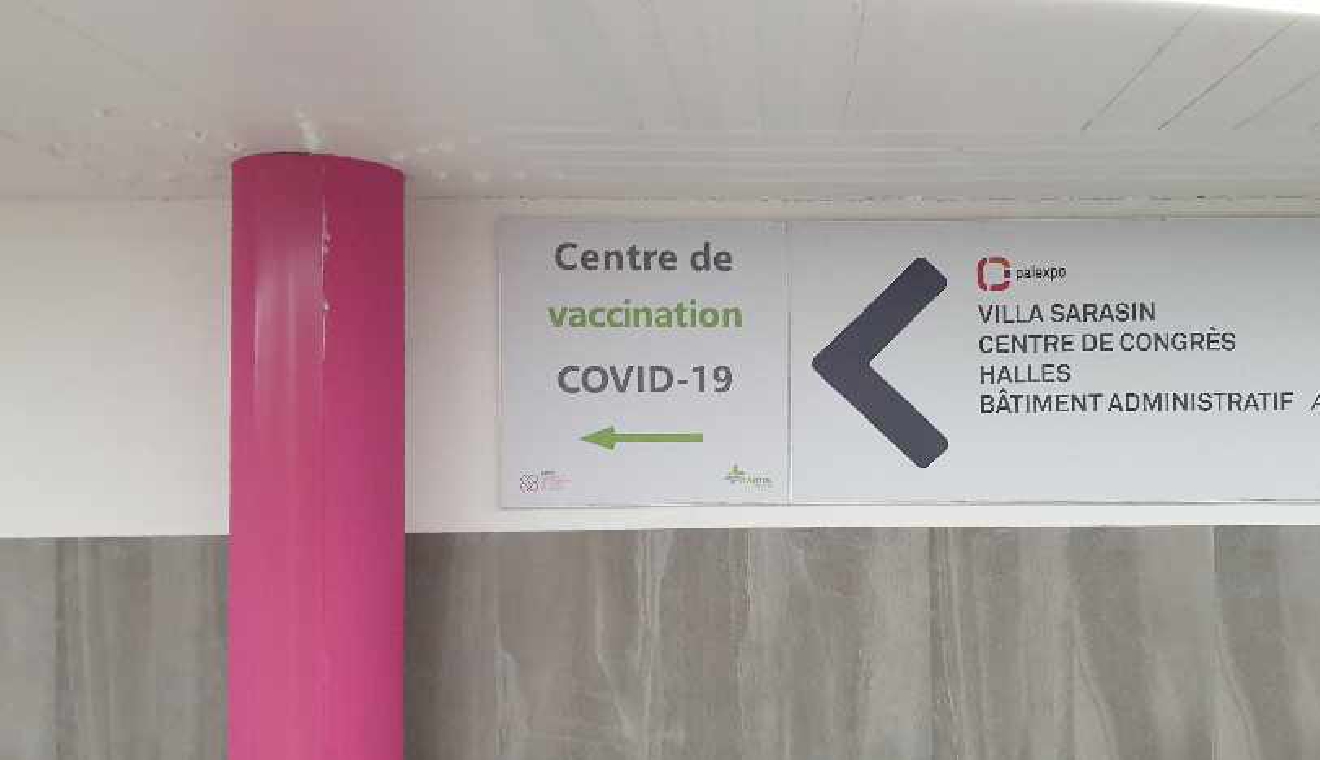 Centre de
vaccination
COVID-19
palexpo
VILLA SARASIN
CENTRE DE CONGRÈS
HALLES
BÂTIMENT ADMINISTRATIF